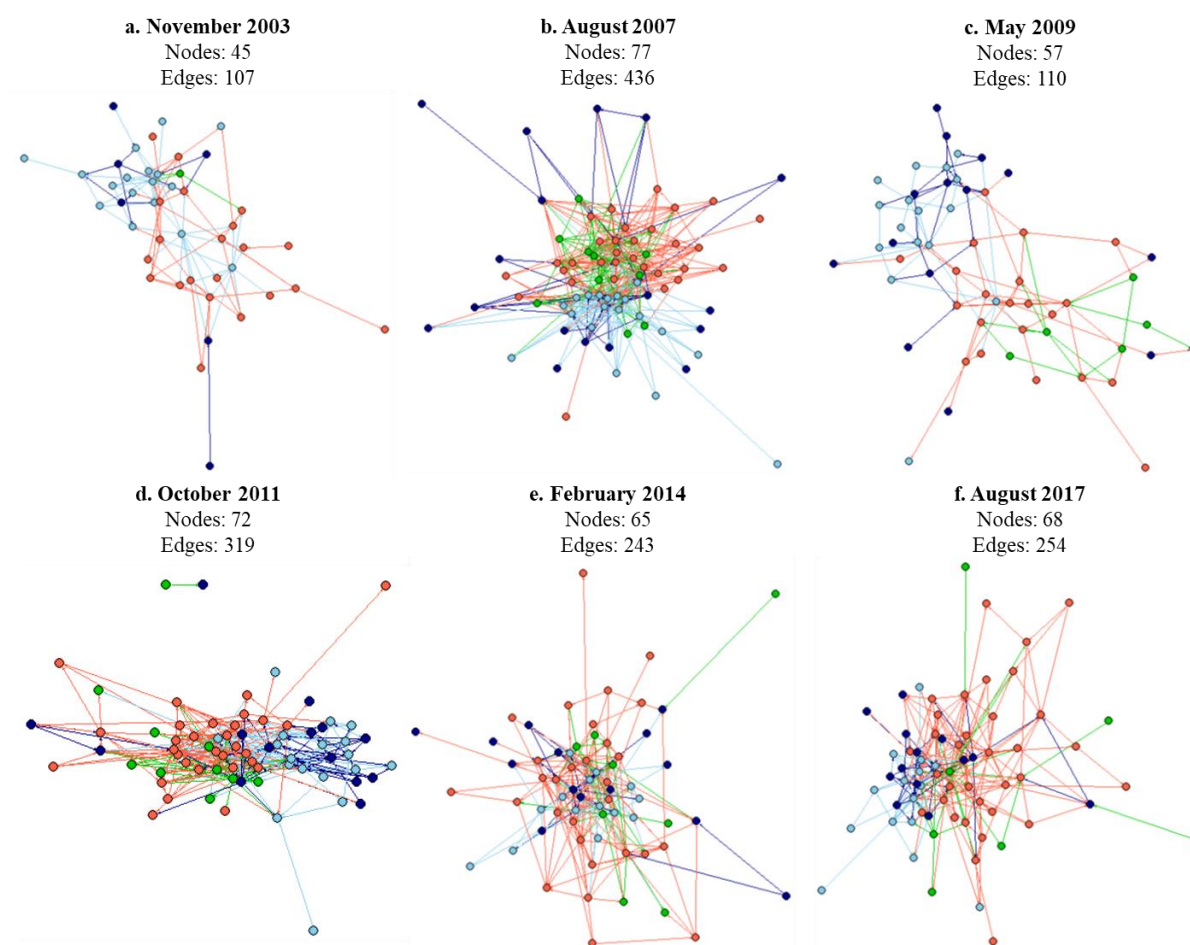 a. November 2003
Nodes: 45
Edges: 107
b. August 2007
Nodes: 77
Edges: 436
c. May 2009
Nodes: 57
Edges: 110
d. October 2011
Nodes: 72
Edges: 319
e. February 2014
Nodes: 65
Edges: 243
f. August 2017
Nodes: 68
Edges: 254